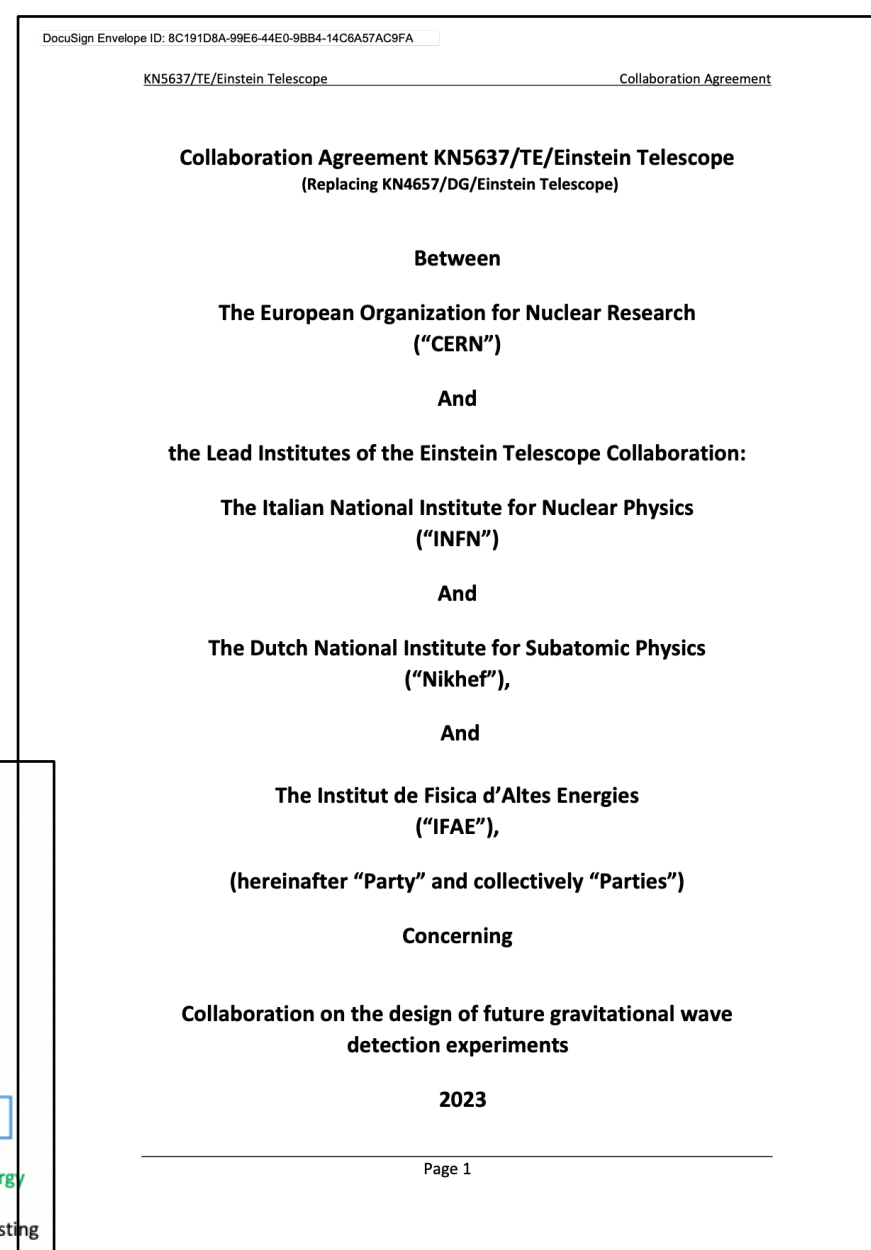 DocuSign Envelope ID: 8C191D8A-99E6-44E0-9BB4-14C6A57AC9FA
KN5637/TE/Einstein Telescope Collaboration Agreement
Collaboration Agreement KN5637/TE/Einstein Telescope
(Replacing KN4657/DG/Einstein Telescope)
Between
The European Organization for Nuclear Research
(“CERN”)
And
the Lead Institutes of the Einstein Telescope Collaboration:
The Italian National Institute for Nuclear Physics
(“INFN”)
And
The Dutch National Institute for Subatomic Physics
(“Nikhef”),
And
The Institut de Fisica d’Altes Energies
(“IFAE”),
(hereinafter “Party” and collectively “Parties”)
Concerning
Collaboration on the design of future gravitational wave
detection experiments
2023
Page 1